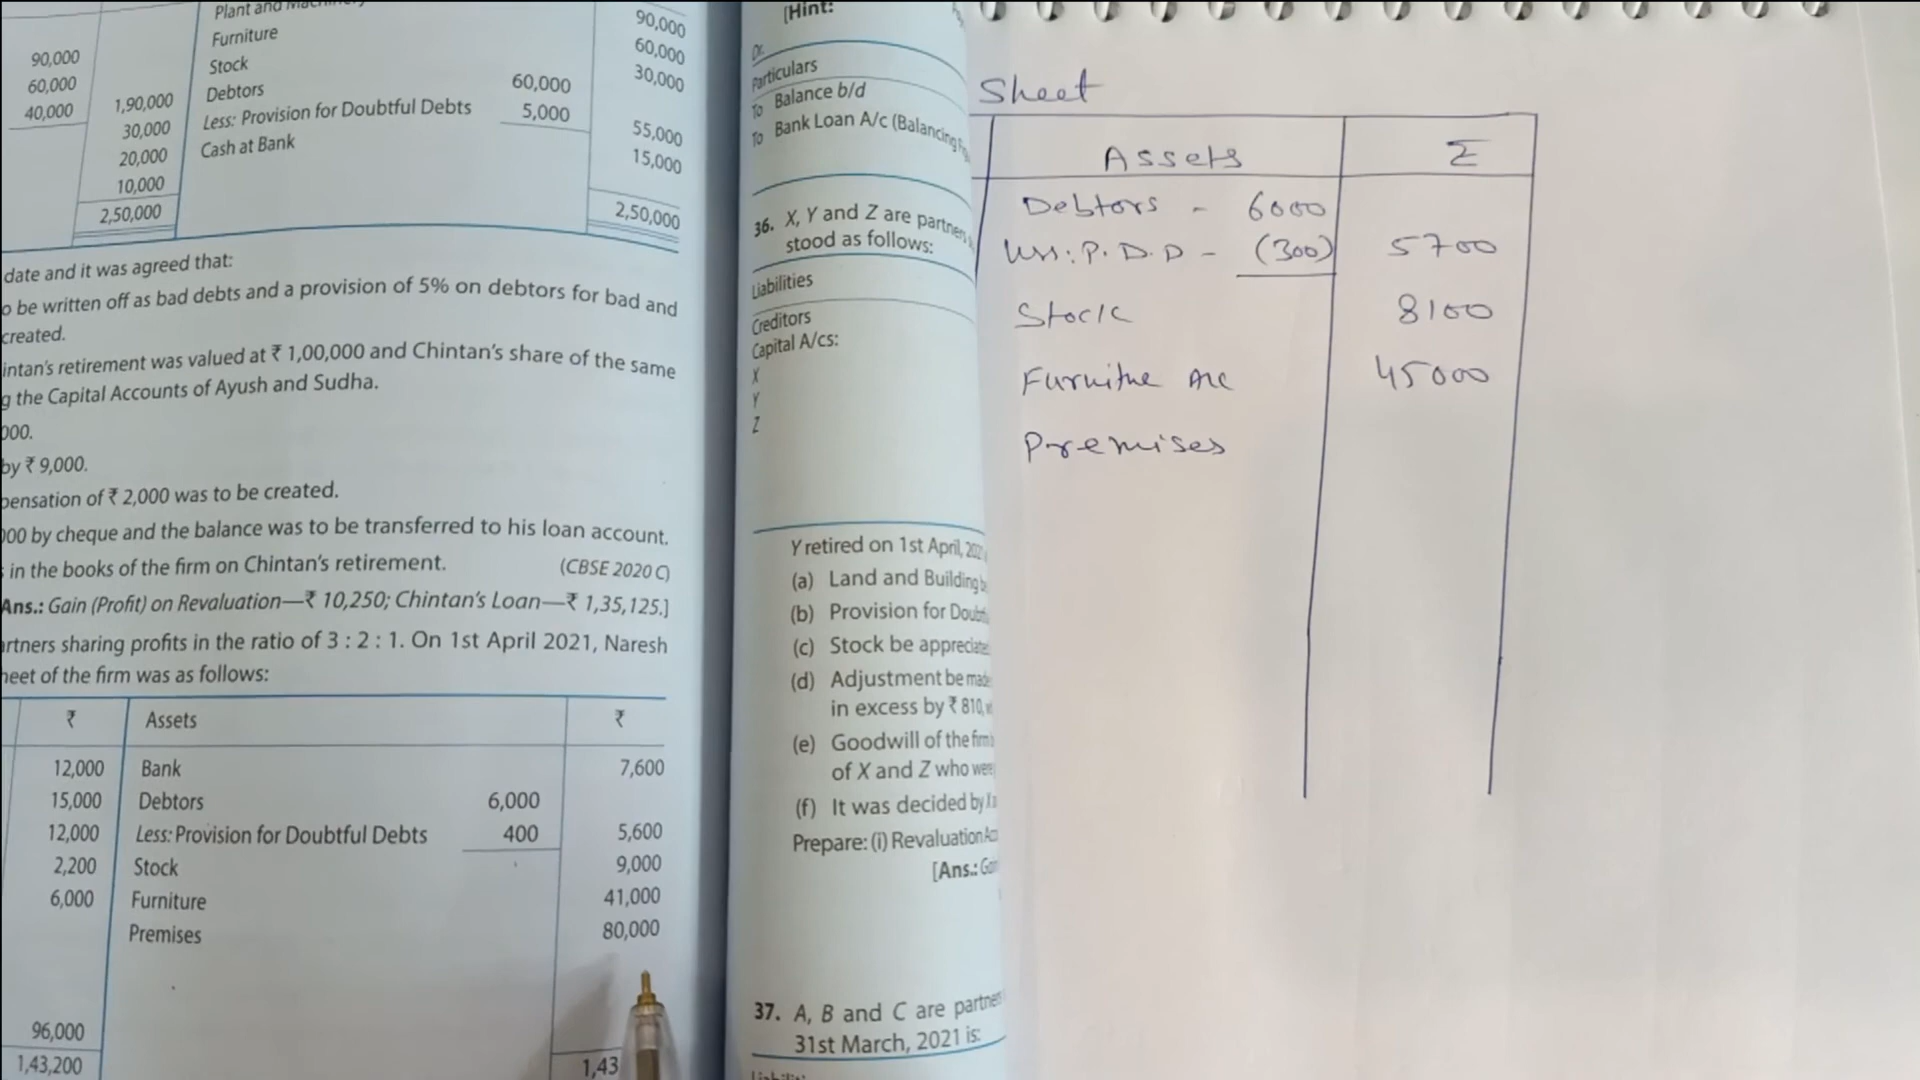 Plant and
Furniture 90,000
90,000 Stock 60,000
60,000 Debtors 60,000 30,000
40,000 1,90,000 Less: Provision for Doubtful Debts 5,000 55,000
30,000 Cash at Bank 15,000
20,000
10,000
2,50,000 2,50,000
date and it was agreed that:
o be written off as bad debts and a provision of 5% on debtors for bad and
created.
intan's retirement was valued at ₹ 1,00,000 and Chintan's share of the same
g the Capital Accounts of Ayush and Sudha.
000.
by ₹ 9,000.
pensation of ₹ 2,000 was to be created.
000 by cheque and the balance was to be transferred to his loan account.
in the books of the firm on Chintan's retirement. (CBSE 2020 C)
Ans.: Gain (Profit) on Revaluation—₹ 10,250; Chintan's Loan—₹ 1,35,125.]
artners sharing profits in the ratio of 3 : 2 : 1. On 1st April 2021, Naresh
heet of the firm was as follows:
₹ Assets ₹
12,000 Bank 7,600
15,000 Debtors 6,000
12,000 Less: Provision for Doubtful Debts 400 5,600
2,200 Stock 9,000
6,000 Furniture 41,000
Premises 80,000
96,000
1,43,200 1,43
[Hint:
Dr.
Particulars
To Balance b/d
To Bank Loan A/c (Balancing
36. X, Y and Z are partners
stood as follows:
Liabilities
Creditors
Capital A/cs:
X
Y
Z
Y retired on 1st April, 202
(a) Land and Building
(b) Provision for Doubt
(c) Stock be appreciate
(d) Adjustment be made
in excess by ₹ 810,
(e) Goodwill of the firm
of X and Z who were
(f) It was decided by X
Prepare: (i) Revaluation
[Ans.: Ga
37. A, B and C are partner
31st March, 2021 is:
Sheet
Assets ₹
Debtors - 6000
Less: P.D.D - (300) 5700
Stock 8100
Furniture A/c 45000
Premises